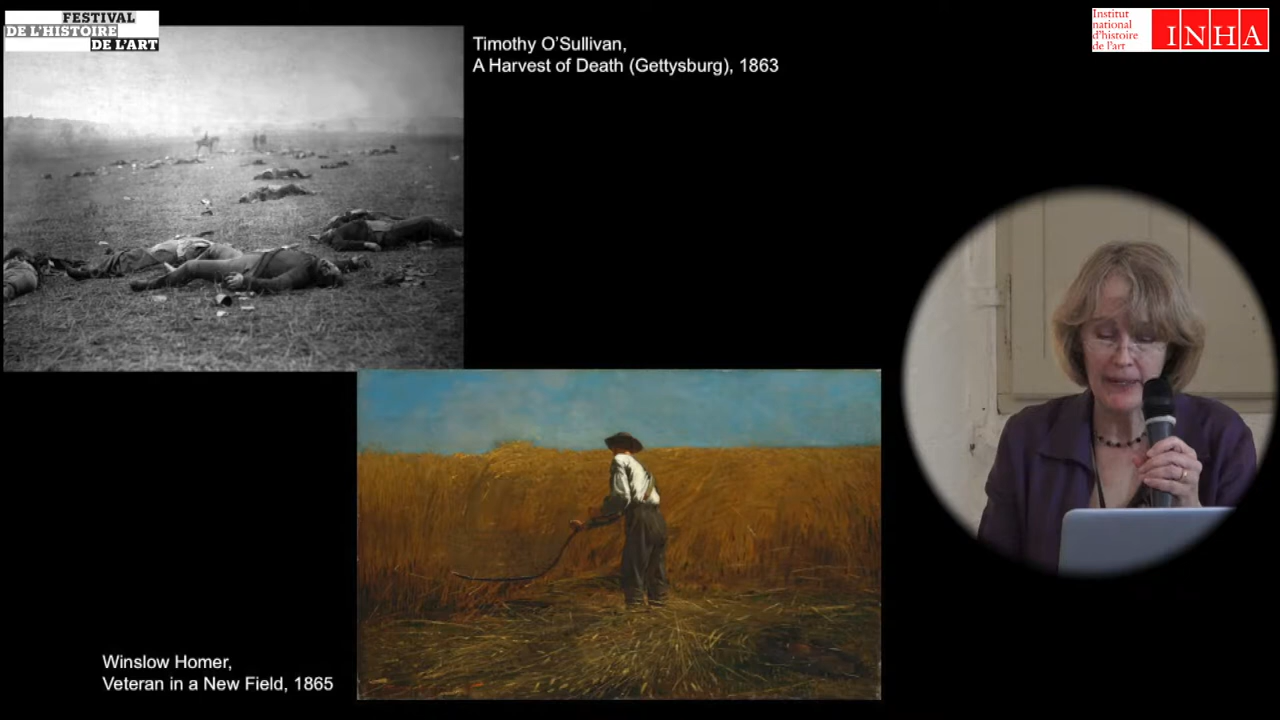 FESTIVAL
DE L'HISTOIRE
DE L'ART
Timothy O'Sullivan,
A Harvest of Death (Gettysburg), 1863
Institut
national
d'histoire
de l'art
INHA
Winslow Homer,
Veteran in a New Field, 1865